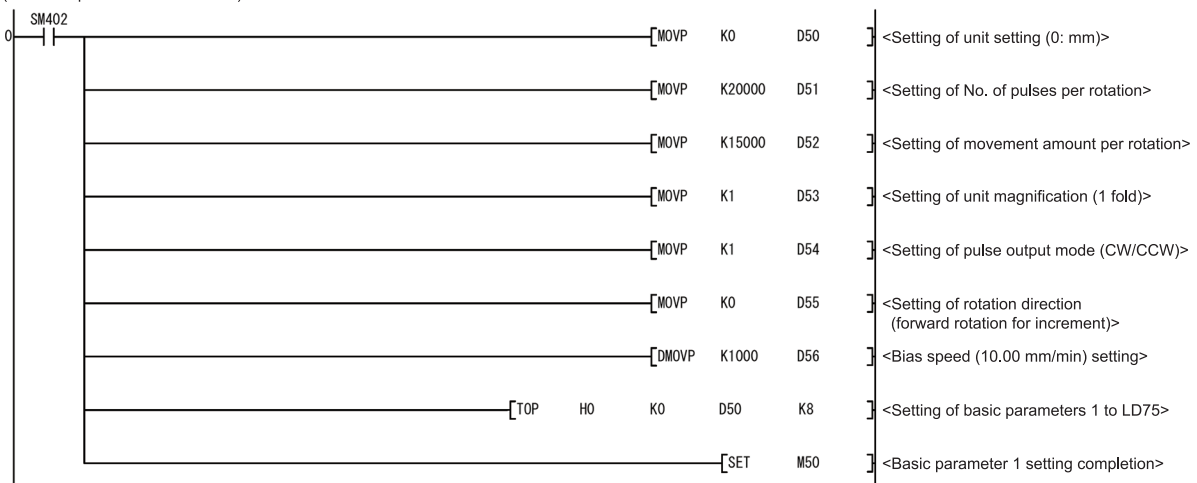 SM402
0 [MOVP K0 D50 ] <Setting of unit setting (0: mm)>
[MOVP K20000 D51 ] <Setting of No. of pulses per rotation>
[MOVP K15000 D52 ] <Setting of movement amount per rotation>
[MOVP K1 D53 ] <Setting of unit magnification (1 fold)>
[MOVP K1 D54 ] <Setting of pulse output mode (CW/CCW)>
[MOVP K0 D55 ] <Setting of rotation direction
(forward rotation for increment)>
[DMOVP K1000 D56 ] <Bias speed (10.00 mm/min) setting>
[TOP H0 K0 D50 K8 ] <Setting of basic parameters 1 to LD75>
[SET M50 ] <Basic parameter 1 setting completion>